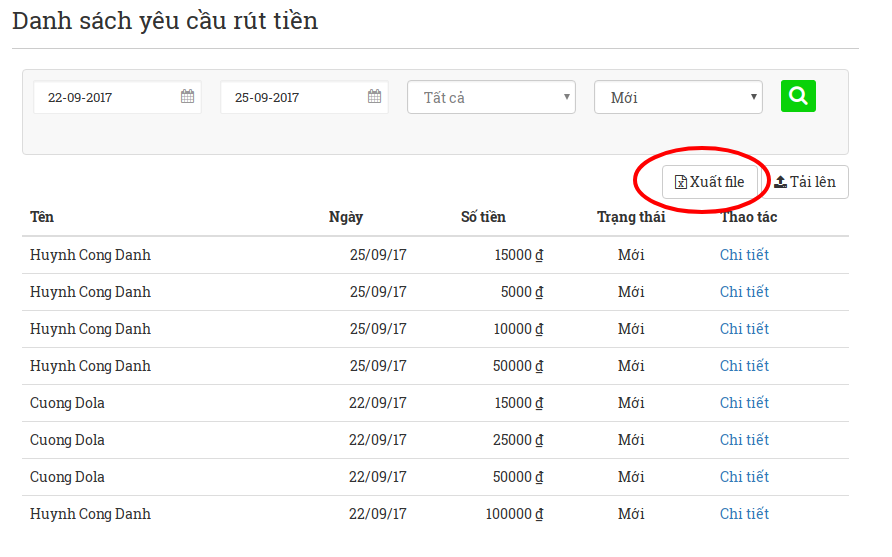 Danh sách yêu cầu rút tiền
22-09-2017 25-09-2017 Tất cả Mới
Xuất file Tải lên
Tên Ngày Số tiền Trạng thái Thao tác
Huynh Cong Danh 25/09/17 15000 ₫ Mới Chi tiết
Huynh Cong Danh 25/09/17 5000 ₫ Mới Chi tiết
Huynh Cong Danh 25/09/17 10000 ₫ Mới Chi tiết
Huynh Cong Danh 25/09/17 50000 ₫ Mới Chi tiết
Cuong Dola 22/09/17 15000 ₫ Mới Chi tiết
Cuong Dola 22/09/17 25000 ₫ Mới Chi tiết
Cuong Dola 22/09/17 50000 ₫ Mới Chi tiết
Huynh Cong Danh 22/09/17 100000 ₫ Mới Chi tiết